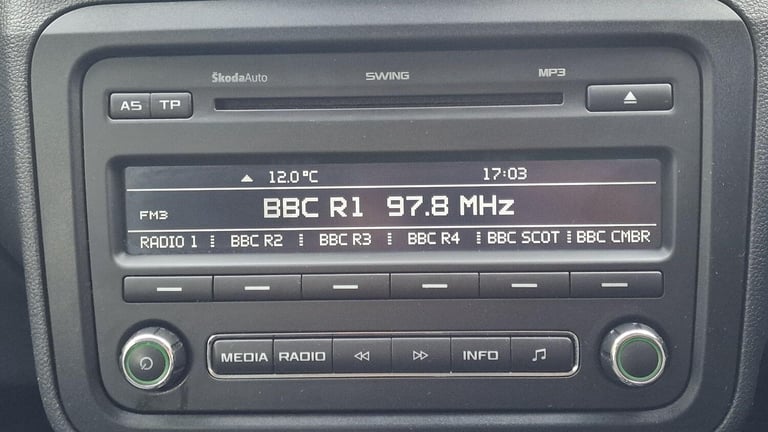 ŠkodaAuto SWING MP3
AS TP
12.0°C 17:03
FM3 BBC R1 97.8 MHz
RADIO 1 BBC R2 BBC R3 BBC R4 BBC SCOT BBC CMBR
MEDIA RADIO INFO